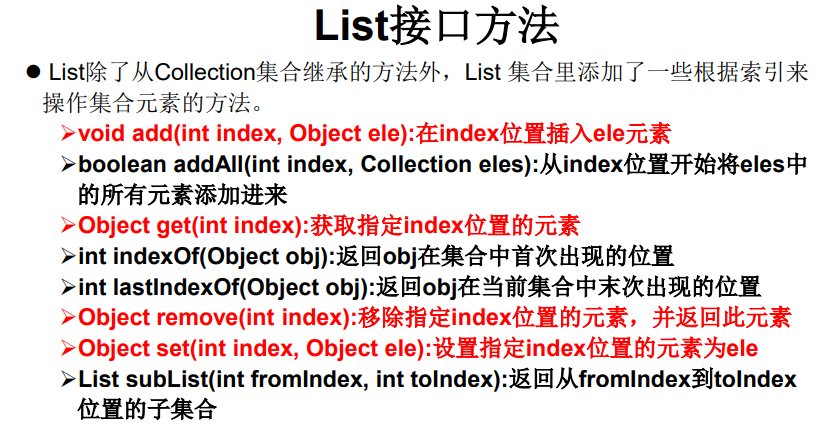 List接口方法
● List除了从Collection集合继承的方法外，List 集合里添加了一些根据索引来
操作集合元素的方法。
➢void add(int index, Object ele):在index位置插入ele元素
➢boolean addAll(int index, Collection eles):从index位置开始将eles中
的所有元素添加进来
➢Object get(int index):获取指定index位置的元素
➢int indexOf(Object obj):返回obj在集合中首次出现的位置
➢int lastIndexOf(Object obj):返回obj在当前集合中末次出现的位置
➢Object remove(int index):移除指定index位置的元素，并返回此元素
➢Object set(int index, Object ele):设置指定index位置的元素为ele
➢List subList(int fromIndex, int toIndex):返回从fromIndex到toIndex
位置的子集合